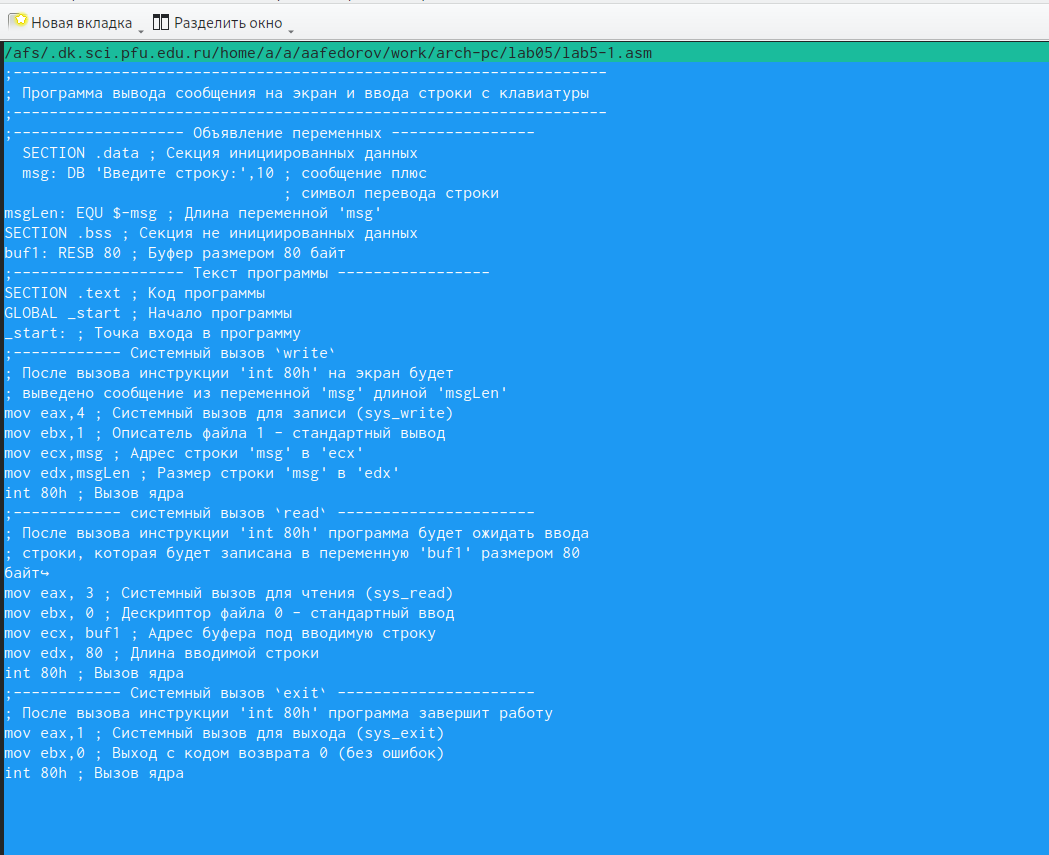 Новая вкладка Разделить окно
/afs/.dk.sci.pfu.edu.ru/home/a/a/aafedorov/work/arch-pc/lab05/lab5-1.asm
;------------------------------------------------------------------
; Программа вывода сообщения на экран и ввода строки с клавиатуры
;------------------------------------------------------------------
;------------------- Объявление переменных ----------------
  SECTION .data ; Секция инициированных данных
  msg: DB 'Введите строку:',10 ; сообщение плюс
                               ; символ перевода строки
msgLen: EQU $-msg ; Длина переменной 'msg'
SECTION .bss ; Секция не инициированных данных
buf1: RESB 80 ; Буфер размером 80 байт
;------------------- Текст программы -----------------
SECTION .text ; Код программы
GLOBAL _start ; Начало программы
_start: ; Точка входа в программу
;------------ Системный вызов `write`
; После вызова инструкции 'int 80h' на экран будет
; выведено сообщение из переменной 'msg' длиной 'msgLen'
mov eax,4 ; Системный вызов для записи (sys_write)
mov ebx,1 ; Описатель файла 1 - стандартный вывод
mov ecx,msg ; Адрес строки 'msg' в 'ecx'
mov edx,msgLen ; Размер строки 'msg' в 'edx'
int 80h ; Вызов ядра
;------------ системный вызов `read` ----------------------
; После вызова инструкции 'int 80h' программа будет ожидать ввода
; строки, которая будет записана в переменную 'buf1' размером 80
байт↪
mov eax, 3 ; Системный вызов для чтения (sys_read)
mov ebx, 0 ; Дескриптор файла 0 - стандартный ввод
mov ecx, buf1 ; Адрес буфера под вводимую строку
mov edx, 80 ; Длина вводимой строки
int 80h ; Вызов ядра
;------------ Системный вызов `exit` ----------------------
; После вызова инструкции 'int 80h' программа завершит работу
mov eax,1 ; Системный вызов для выхода (sys_exit)
mov ebx,0 ; Выход с кодом возврата 0 (без ошибок)
int 80h ; Вызов ядра